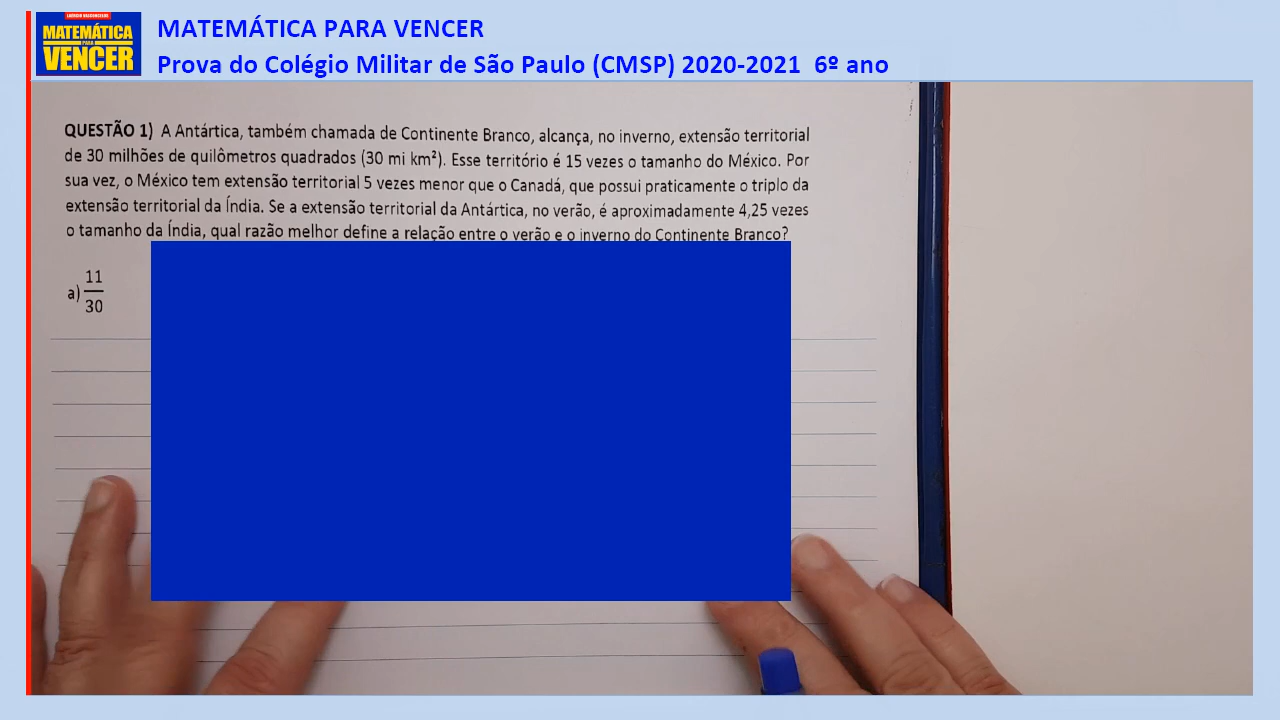 LAÉRCIO VASCONCELOS
MATEMÁTICA
PARA
VENCER
MATEMÁTICA PARA VENCER
Prova do Colégio Militar de São Paulo (CMSP) 2020-2021 6º ano
QUESTÃO 1) A Antártica, também chamada de Continente Branco, alcança, no inverno, extensão territorial
de 30 milhões de quilômetros quadrados (30 mi km²). Esse território é 15 vezes o tamanho do México. Por
sua vez, o México tem extensão territorial 5 vezes menor que o Canadá, que possui praticamente o triplo da
extensão territorial da Índia. Se a extensão territorial da Antártica, no verão, é aproximadamente 4,25 vezes
o tamanho da Índia, qual razão melhor define a relação entre o verão e o inverno do Continente Branco?
a) 11
30